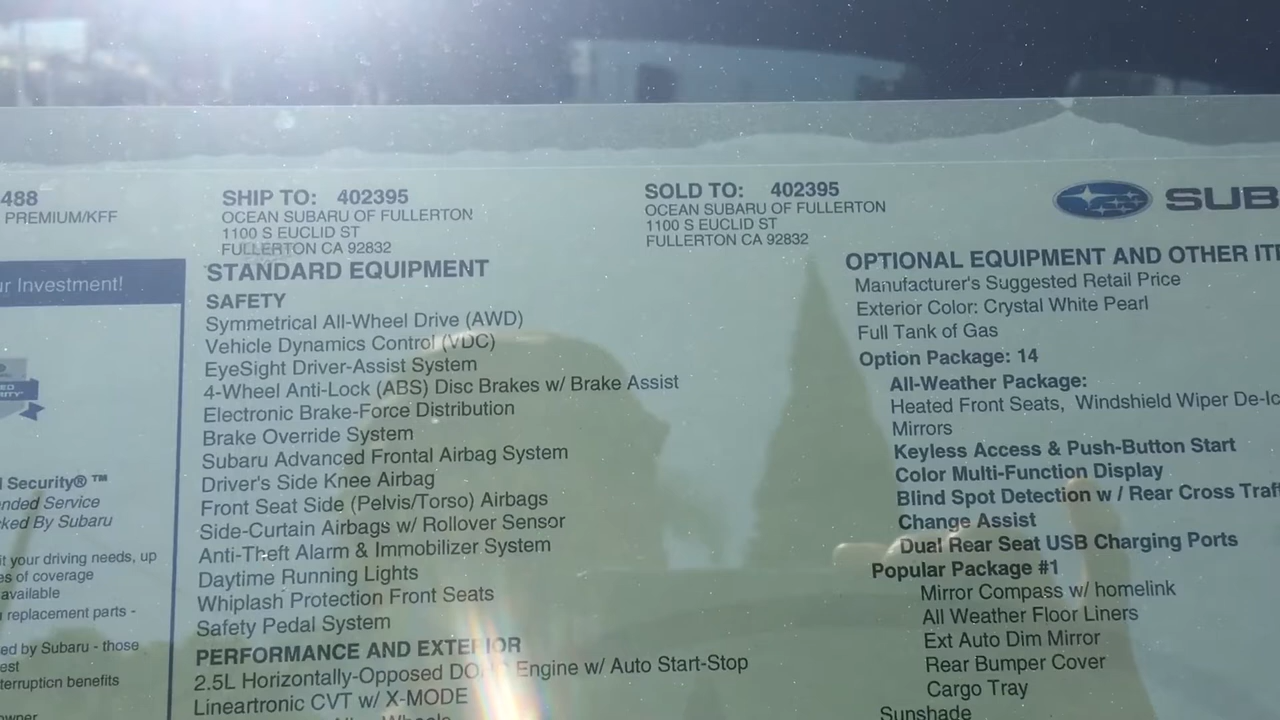 488
PREMIUM/KFF
SHIP TO: 402395
OCEAN SUBARU OF FULLERTON
1100 S EUCLID ST
FULLERTON CA 92832
SOLD TO: 402395
OCEAN SUBARU OF FULLERTON
1100 S EUCLID ST
FULLERTON CA 92832
SUB
Investment!
Security® ™
Service
By Subaru
your driving needs, up
of coverage
available
replacement parts -
by Subaru - those
benefits
STANDARD EQUIPMENT
SAFETY
Symmetrical All-Wheel Drive (AWD)
Vehicle Dynamics Control (VDC)
EyeSight Driver-Assist System
4-Wheel Anti-Lock (ABS) Disc Brakes w/ Brake Assist
Electronic Brake-Force Distribution
Brake Override System
Subaru Advanced Frontal Airbag System
Driver's Side Knee Airbag
Front Seat Side (Pelvis/Torso) Airbags
Side-Curtain Airbags w/ Rollover Sensor
Anti-Theft Alarm & Immobilizer System
Daytime Running Lights
Whiplash Protection Front Seats
Safety Pedal System
PERFORMANCE AND EXTERIOR
2.5L Horizontally-Opposed Engine w/ Auto Start-Stop
Lineartronic CVT w/ X-MODE
OPTIONAL EQUIPMENT AND OTHER ITE
Manufacturer's Suggested Retail Price
Exterior Color: Crystal White Pearl
Full Tank of Gas
Option Package: 14
All-Weather Package:
Heated Front Seats, Windshield Wiper De-Ic
Mirrors
Keyless Access & Push-Button Start
Color Multi-Function Display
Blind Spot Detection w / Rear Cross Traf
Change Assist
Dual Rear Seat USB Charging Ports
Popular Package #1
Mirror Compass w/ homelink
All Weather Floor Liners
Ext Auto Dim Mirror
Rear Bumper Cover
Cargo Tray
Sunshade